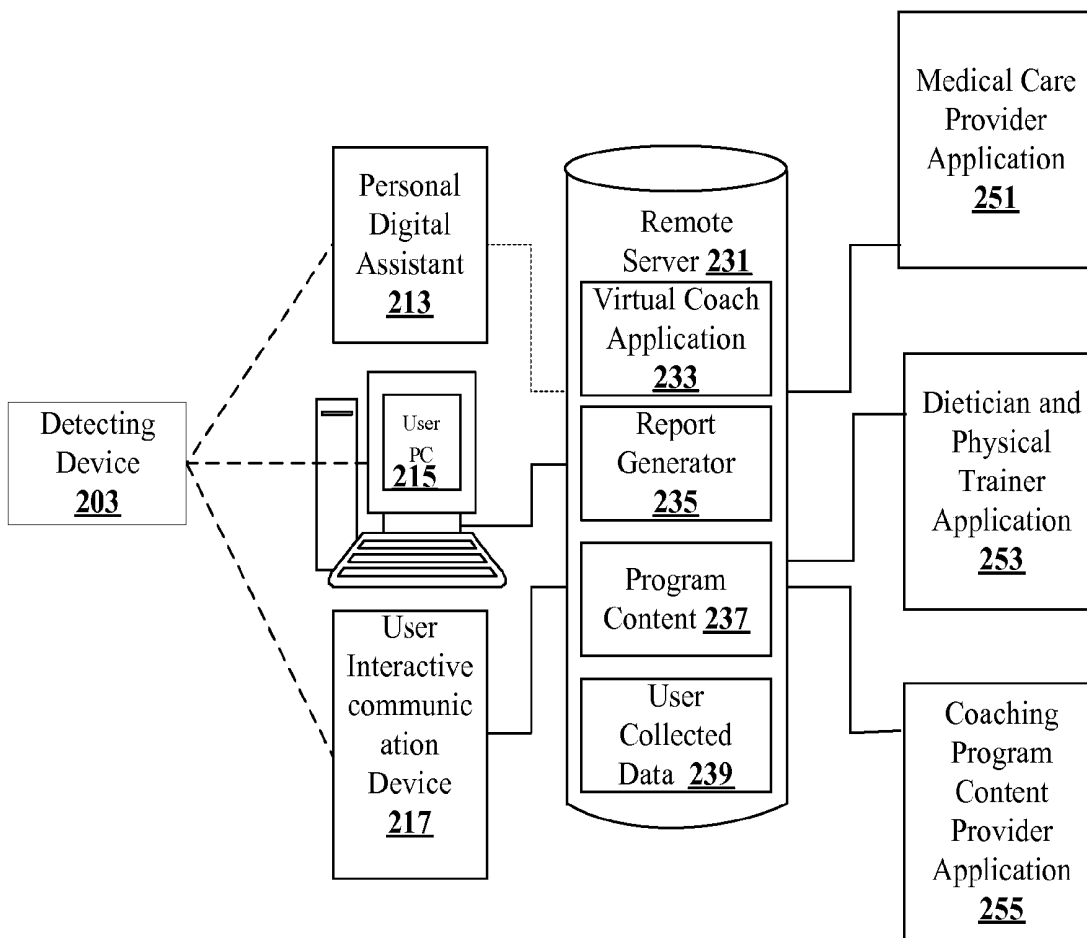 Detecting
Device
203
Personal
Digital
Assistant
213
User
PC
215
User
Interactive
communic
ation
Device
217
Remote
Server 231
Virtual Coach
Application
233
Report
Generator
235
Program
Content 237
User
Collected
Data 239
Medical Care
Provider
Application
251
Dietician and
Physical
Trainer
Application
253
Coaching
Program
Content
Provider
Application
255